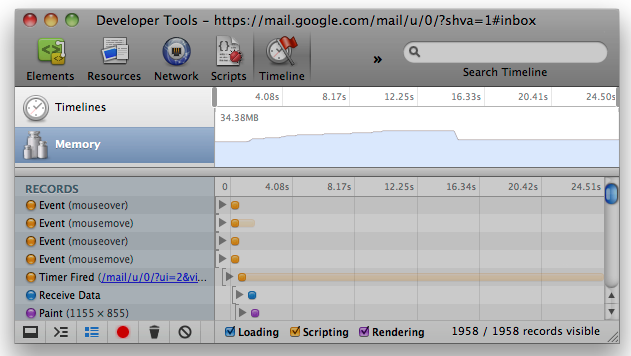 Developer Tools – https://mail.google.com/mail/u/0/?shva=1#inbox
Elements Resources Network Scripts Timeline » Search Timeline
Timelines
4.08s 8.17s 12.25s 16.33s 20.41s 24.50s
34.38MB
Memory
RECORDS 0 4.08s 8.17s 12.25s 16.34s 20.42s 24.51s
Event (mouseover)
Event (mousemove)
Event (mouseover)
Event (mousemove)
Timer Fired (/mail/u/0/?ui=2&vi...
Receive Data
Paint (1155 × 855)
Loading Scripting Rendering 1958 / 1958 records visible